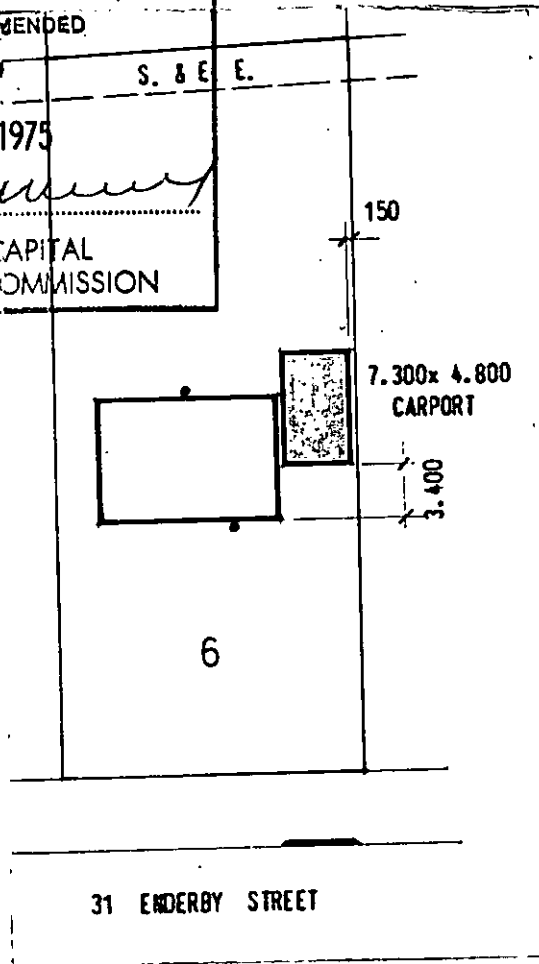 S. & E. E.
1975
CAPITAL
COMMISSION
150
7.300x 4.800
CARPORT
3.400
6
31 ENDERBY STREET